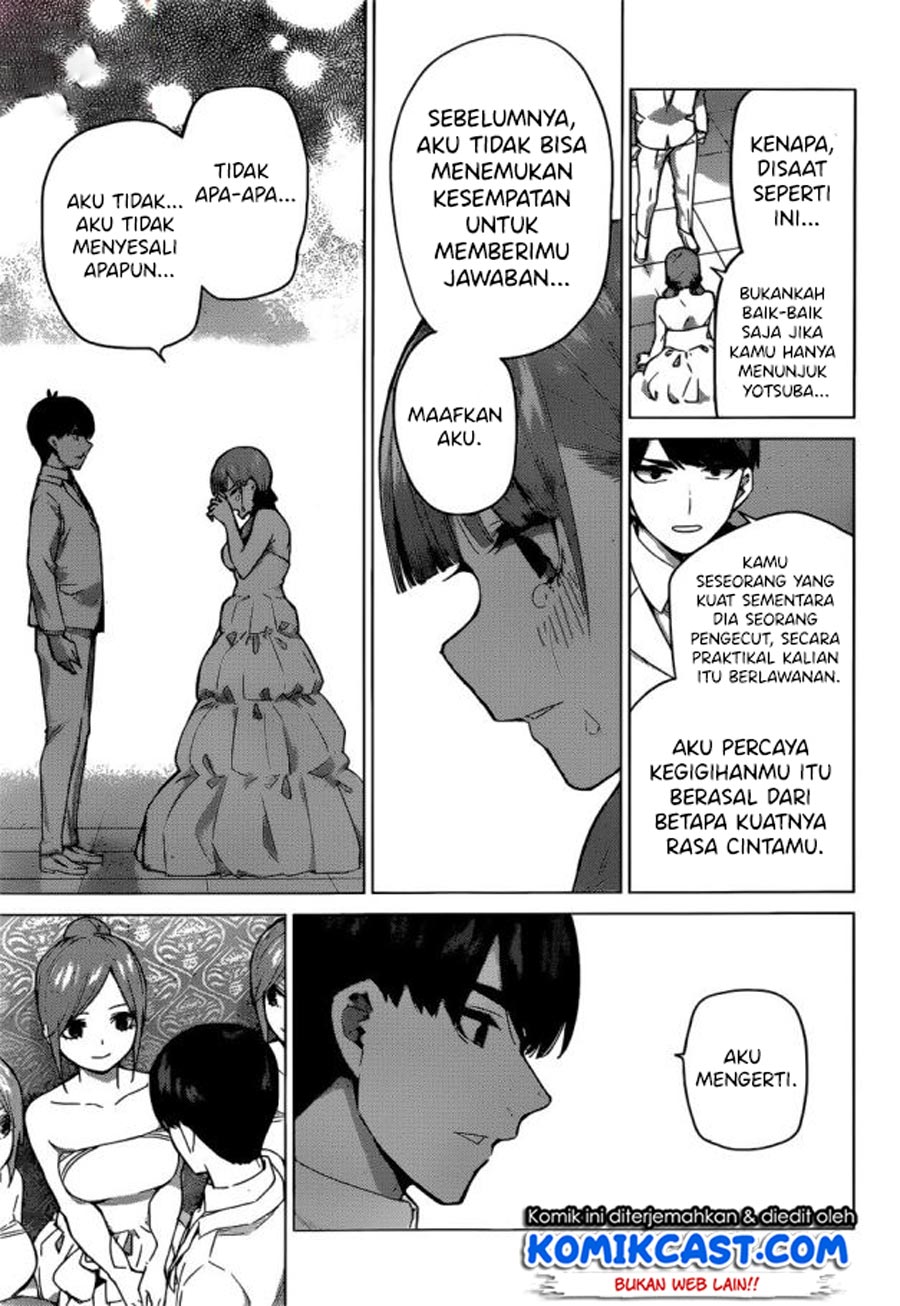 KENAPA,
DISAAT
SEPERTI
INI...
BUKANKAH
BAIK-BAIK
SAJA JIKA
KAMU HANYA
MENUNJUK
YOTSUBA...
KAMU
SESEORANG YANG
KUAT SEMENTARA
DIA SEORANG
PENGECUT, SECARA
PRAKTIKAL KALIAN
ITU BERLAWANAN.
AKU PERCAYA
KEGIGIHANMU ITU
BERASAL DARI
BETAPA KUATNYA
RASA CINTAMU.
SEBELUMNYA,
AKU TIDAK BISA
MENEMUKAN
KESEMPATAN
UNTUK
MEMBERIMU
JAWABAN...
MAAFKAN
AKU.
TIDAK
APA-APA...
AKU TIDAK...
AKU TIDAK
MENYESALI
APAPUN...
AKU
MENGERTI.
Komik ini diterjemahkan & diedit oleh
KOMIKCAST.COM
BUKAN WEB LAIN!!